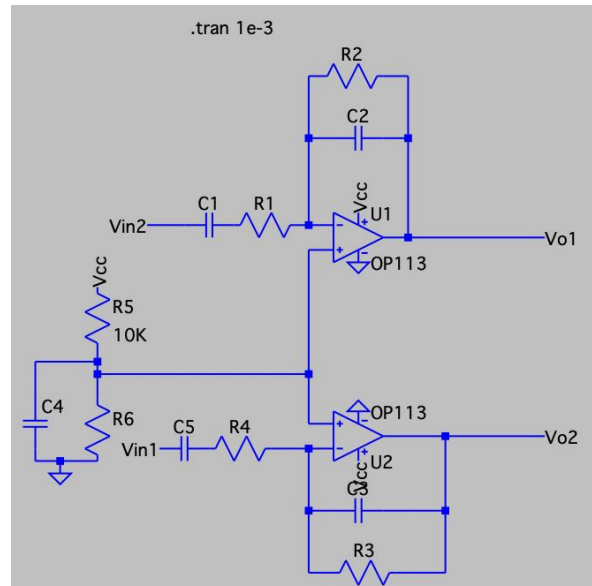 .tran 1e-3
R2
C2
C1
R1
Vcc
U1
Vin2
Vo1
OP113
Vcc
R5
10K
C4
R6
OP113
C5
R4
Vin1
Vo2
U2
Vcc
C3
R3